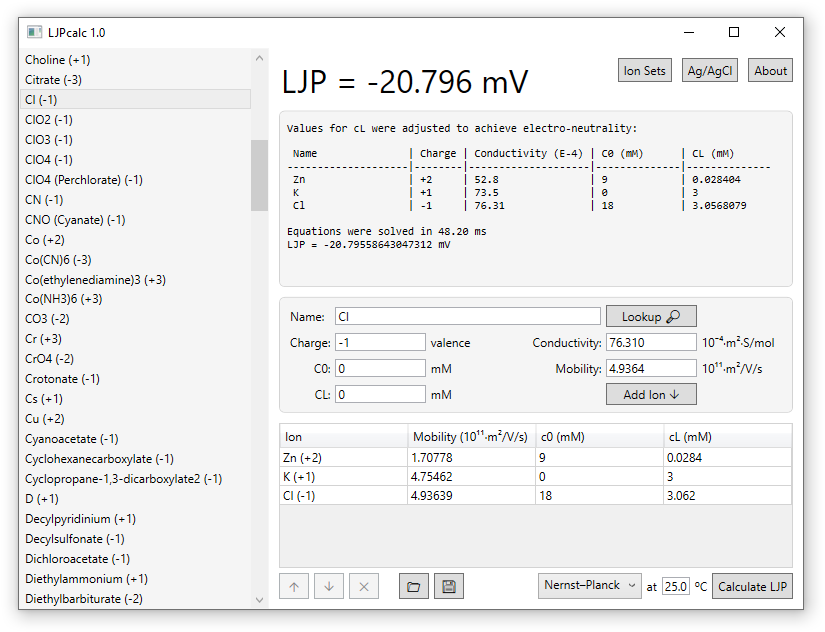 LJPcalc 1.0
Choline (+1)
Citrate (-3)
Cl (-1)
ClO2 (-1)
ClO3 (-1)
ClO4 (-1)
ClO4 (Perchlorate) (-1)
CN (-1)
CNO (Cyanate) (-1)
Co (+2)
Co(CN)6 (-3)
Co(ethylenediamine)3 (+3)
Co(NH3)6 (+3)
CO3 (-2)
Cr (+3)
CrO4 (-2)
Crotonate (-1)
Cs (+1)
Cu (+2)
Cyanoacetate (-1)
Cyclohexanecarboxylate (-1)
Cyclopropane-1,3-dicarboxylate2 (-1)
D (+1)
Decylpyridinium (+1)
Decylsulfonate (-1)
Dichloroacetate (-1)
Diethylammonium (+1)
Diethylbarbiturate (-2)
LJP = -20.796 mV
Ion Sets Ag/AgCl About
Values for cL were adjusted to achieve electro-neutrality:
Name | Charge | Conductivity (E-4) | C0 (mM) | CL (mM)
--------------------|--------|--------------------|--------------|--------------
Zn | +2 | 52.8 | 9 | 0.028404
K | +1 | 73.5 | 0 | 3
Cl | -1 | 76.31 | 18 | 3.0568079
Equations were solved in 48.20 ms
LJP = -20.79558643047312 mV
Name: Cl Lookup 🔎
Charge: -1 valence Conductivity: 76.310 10⁻⁴·m²·S/mol
C0: 0 mM Mobility: 4.9364 10¹¹·m²/V/s
CL: 0 mM Add Ion ↓
Ion Mobility (10¹¹·m²/V/s) c0 (mM) cL (mM)
Zn (+2) 1.70778 9 0.0284
K (+1) 4.75462 0 3
Cl (-1) 4.93639 18 3.062
Nernst–Planck at 25.0 ºC Calculate LJP